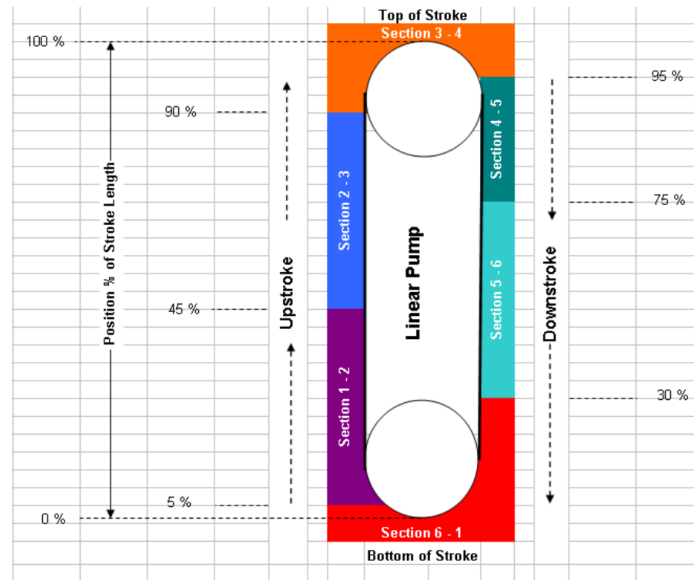 Top of Stroke
Section 3 - 4
100 %
95 %
90 %
Section 4 - 5
Section 2 - 3
75 %
Position % of Stroke Length
Upstroke
Linear Pump
Section 5 - 6
Downstroke
45 %
Section 1 - 2
30 %
5 %
0 %
Section 6 - 1
Bottom of Stroke